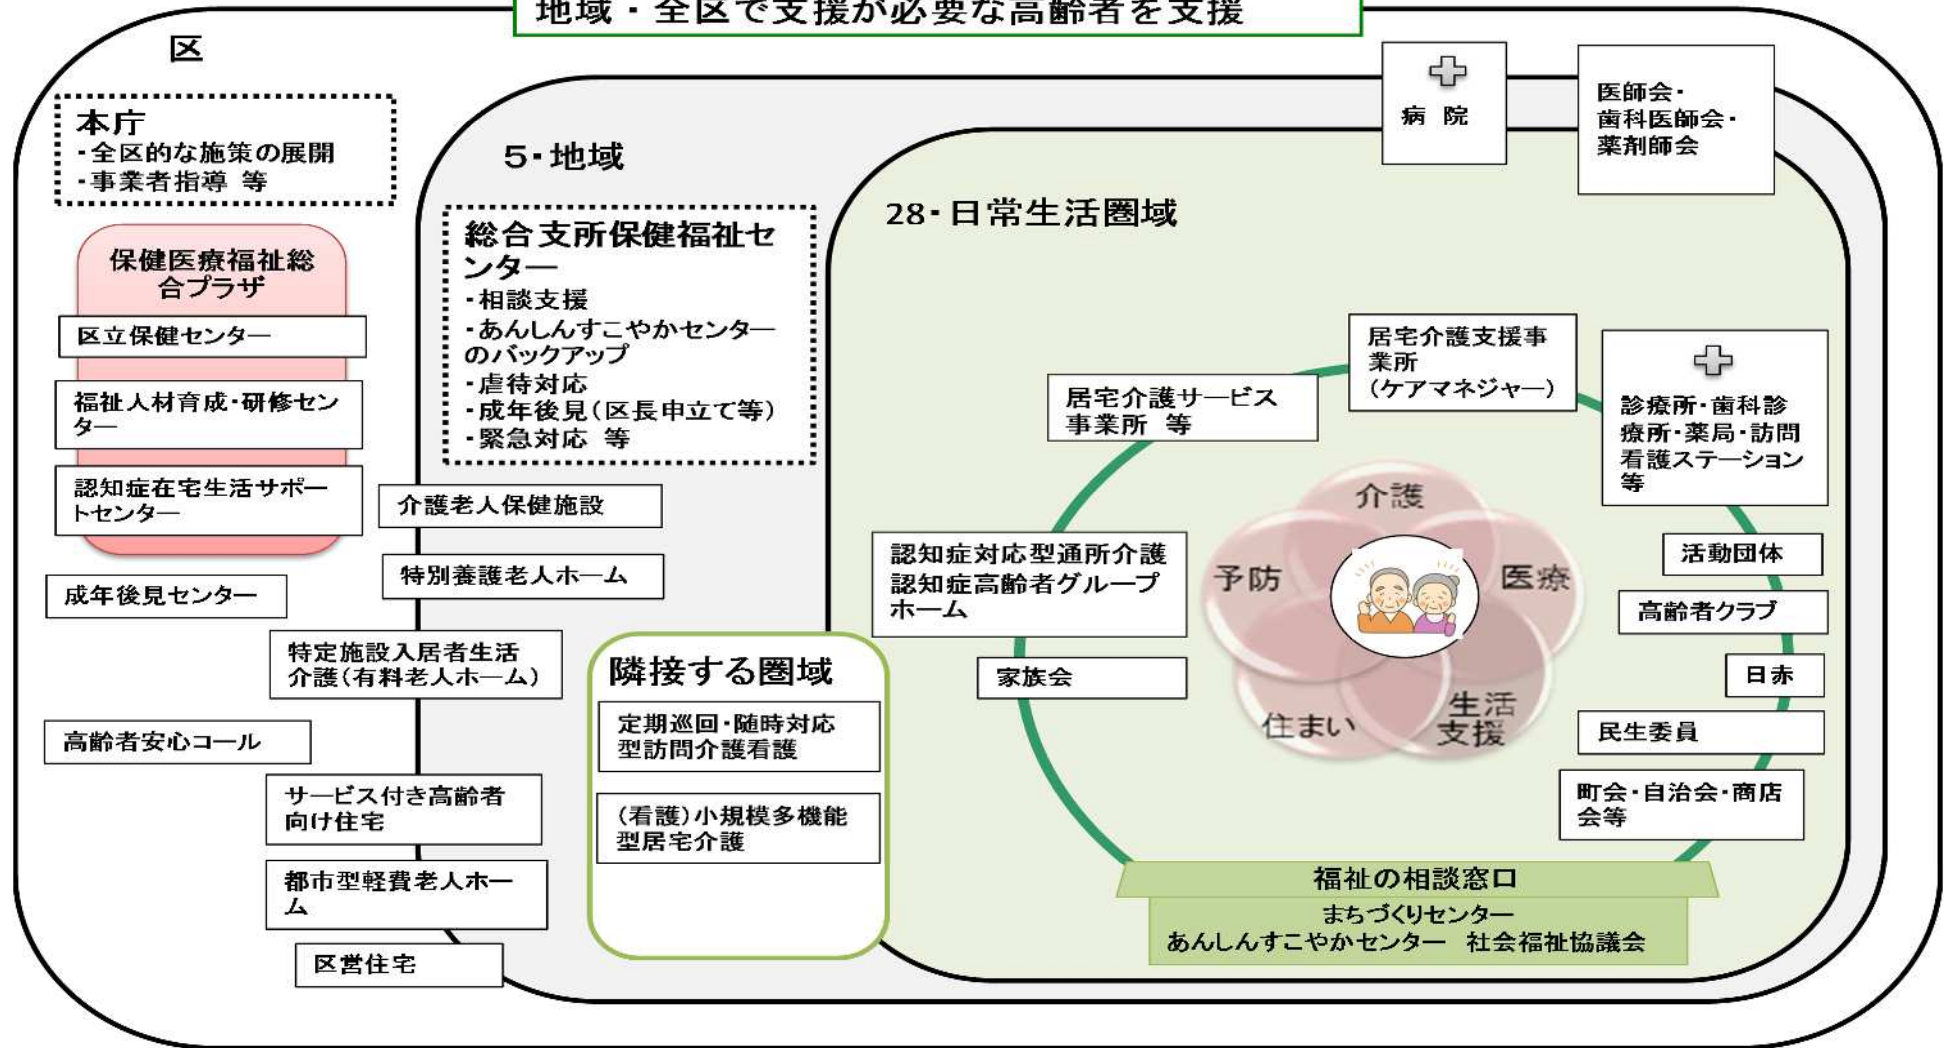 地域・全区で支援が必要な高齢者を支援
区
本庁
・全区的な施策の展開
・事業者指導 等
保健医療福祉総
合プラザ
区立保健センター
福祉人材育成・研修セン
ター
認知症在宅生活サポー
トセンター
成年後見センター
高齢者安心コール
5・地域
総合支所保健福祉セ
ンター
・相談支援
・あんしんすこやかセンター
のバックアップ
・虐待対応
・成年後見(区長申立て等)
・緊急対応 等
介護老人保健施設
特別養護老人ホーム
特定施設入居者生活
介護(有料老人ホーム)
サービス付き高齢者
向け住宅
都市型軽費老人ホー
ム
区営住宅
隣接する圏域
定期巡回・随時対応
型訪問介護看護
(看護)小規模多機能
型居宅介護
病 院
医師会・
歯科医師会・
薬剤師会
28・日常生活圏域
居宅介護サービス
事業所 等
居宅介護支援事
業所
(ケアマネジャー)
診療所・歯科診
療所・薬局・訪問
看護ステーション
等
認知症対応型通所介護
認知症高齢者グループ
ホーム
家族会
介護
予防
医療
住まい
生活
支援
活動団体
高齢者クラブ
日赤
民生委員
町会・自治会・商店
会等
福祉の相談窓口
まちづくりセンター
あんしんすこやかセンター 社会福祉協議会